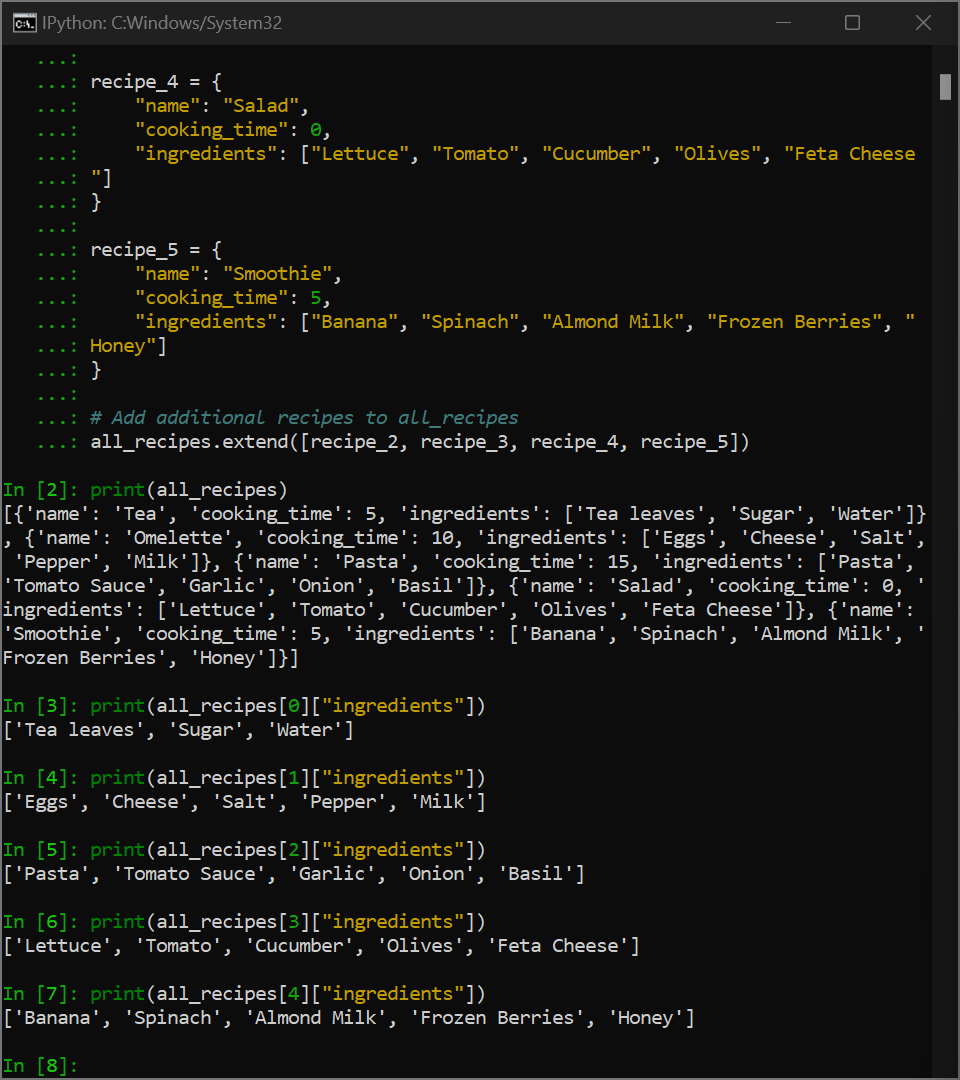 IPython: C:Windows/System32
...:
...: recipe_4 = {
...:     "name": "Salad",
...:     "cooking_time": 0,
...:     "ingredients": ["Lettuce", "Tomato", "Cucumber", "Olives", "Feta Cheese
...: "]
...: }
...:
...: recipe_5 = {
...:     "name": "Smoothie",
...:     "cooking_time": 5,
...:     "ingredients": ["Banana", "Spinach", "Almond Milk", "Frozen Berries", "
...: Honey"]
...: }
...:
...: # Add additional recipes to all_recipes
...: all_recipes.extend([recipe_2, recipe_3, recipe_4, recipe_5])
In [2]: print(all_recipes)
[{'name': 'Tea', 'cooking_time': 5, 'ingredients': ['Tea leaves', 'Sugar', 'Water']}
, {'name': 'Omelette', 'cooking_time': 10, 'ingredients': ['Eggs', 'Cheese', 'Salt',
 'Pepper', 'Milk']}, {'name': 'Pasta', 'cooking_time': 15, 'ingredients': ['Pasta',
'Tomato Sauce', 'Garlic', 'Onion', 'Basil']}, {'name': 'Salad', 'cooking_time': 0, '
ingredients': ['Lettuce', 'Tomato', 'Cucumber', 'Olives', 'Feta Cheese']}, {'name':
'Smoothie', 'cooking_time': 5, 'ingredients': ['Banana', 'Spinach', 'Almond Milk', '
Frozen Berries', 'Honey']}]
In [3]: print(all_recipes[0]["ingredients"])
['Tea leaves', 'Sugar', 'Water']
In [4]: print(all_recipes[1]["ingredients"])
['Eggs', 'Cheese', 'Salt', 'Pepper', 'Milk']
In [5]: print(all_recipes[2]["ingredients"])
['Pasta', 'Tomato Sauce', 'Garlic', 'Onion', 'Basil']
In [6]: print(all_recipes[3]["ingredients"])
['Lettuce', 'Tomato', 'Cucumber', 'Olives', 'Feta Cheese']
In [7]: print(all_recipes[4]["ingredients"])
['Banana', 'Spinach', 'Almond Milk', 'Frozen Berries', 'Honey']
In [8]: